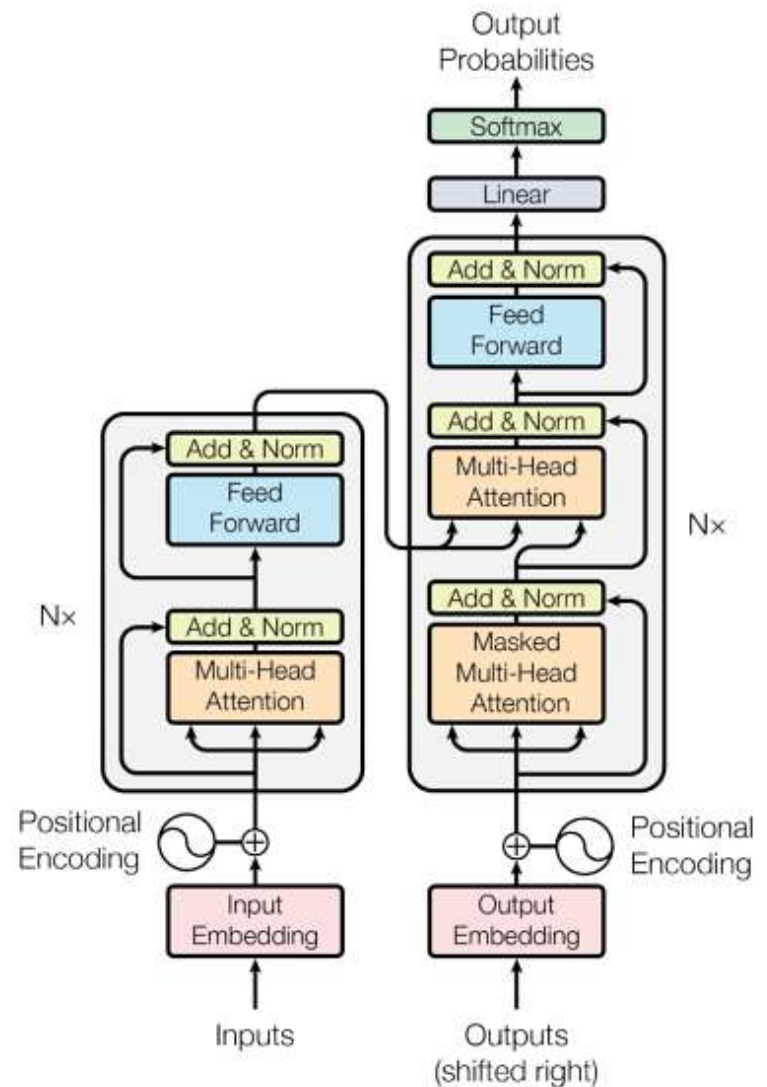 Output
Probabilities
Softmax
Linear
Add & Norm
Feed
Forward
Add & Norm
Multi-Head
Attention
Nx
Add & Norm
Masked
Multi-Head
Attention
Add & Norm
Feed
Forward
Nx
Add & Norm
Multi-Head
Attention
Positional
Encoding
Positional
Encoding
Input
Embedding
Output
Embedding
Inputs
Outputs
(shifted right)